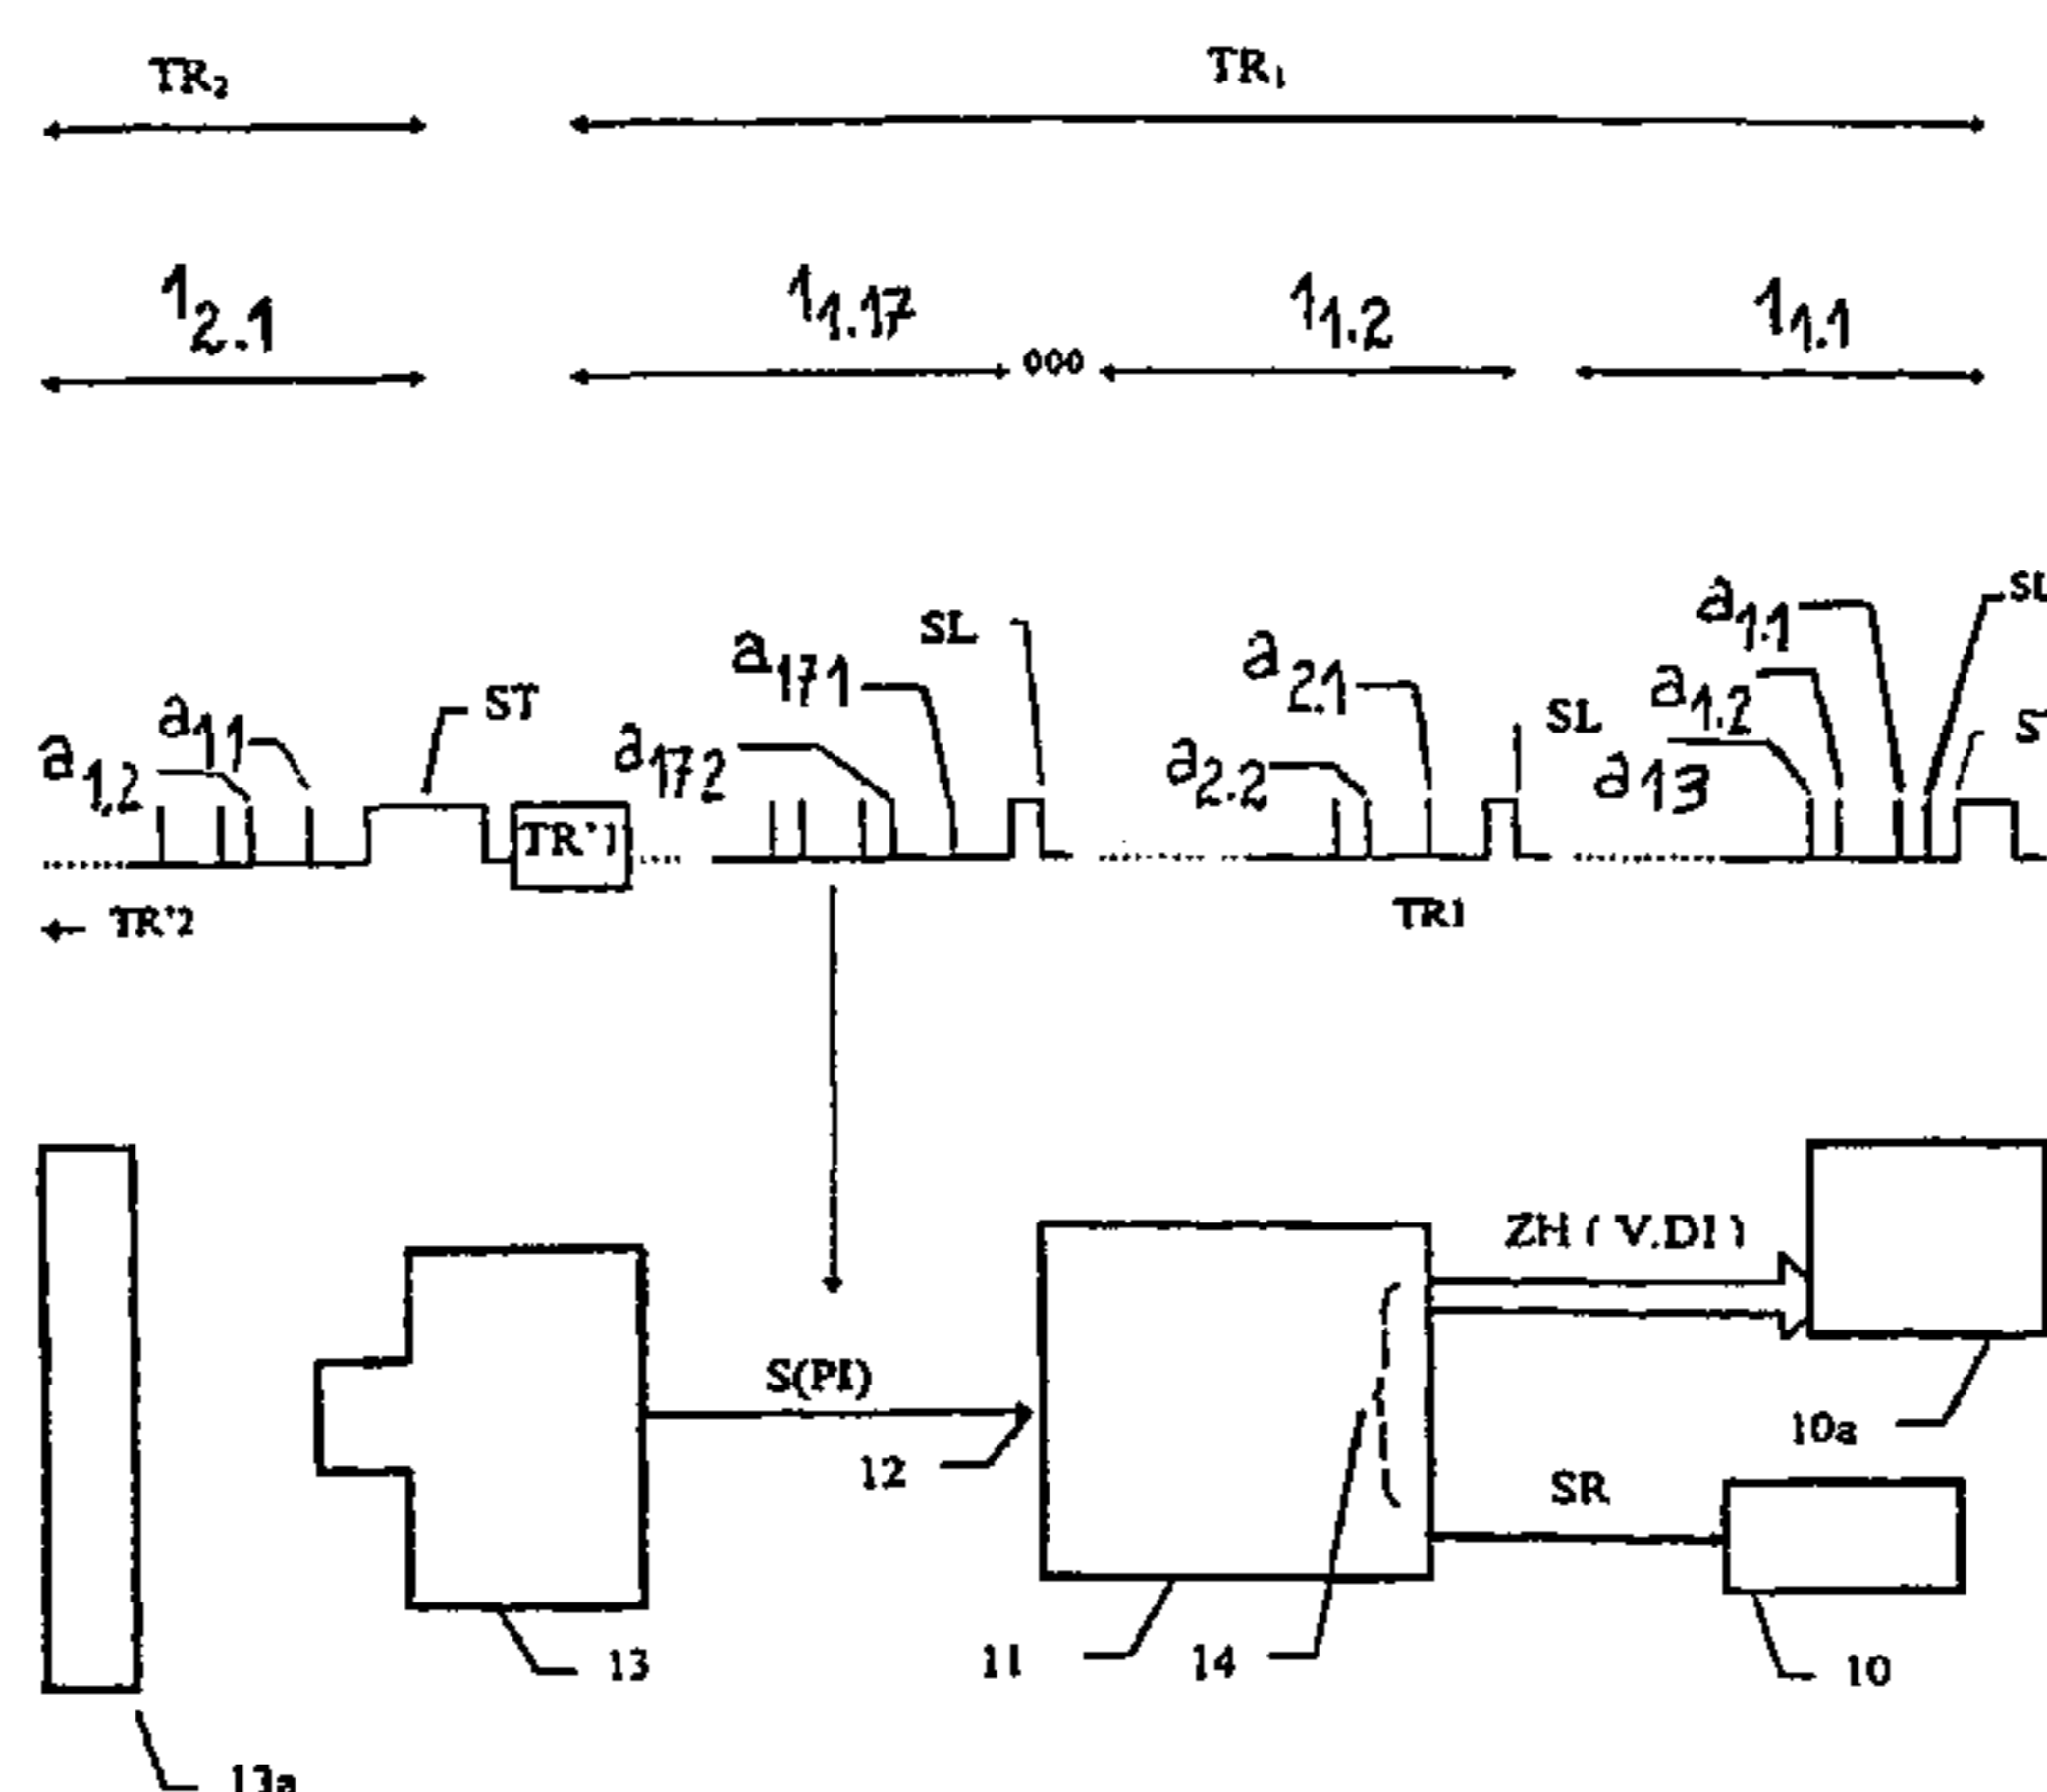 TR₂ TR₁
1₂.₁ 1₁.₁₇ 1₁.₂ 1₁.₁
ooo
SL
a₁.₁
SL a₁₇₁ a₂.₁ a₁.₂
a₁₁ ST a₁₇₂ SL
a₁.₂ a₂.₂ a₁₃
TR'1
TR'2 TR1
ZH ( V.DI )
S(PI)
10a
12 SR
13 11 14 10
13a